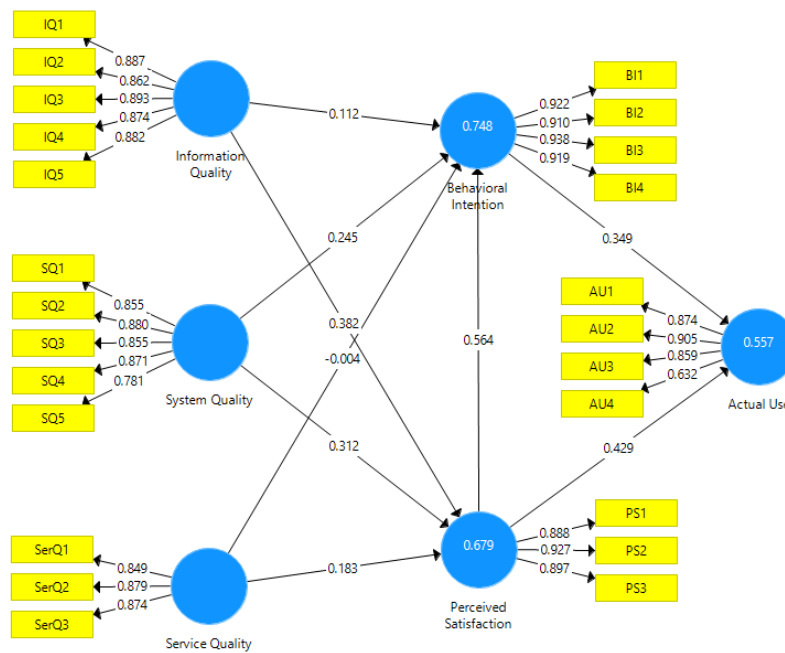 IQ1
IQ2
IQ3
IQ4
IQ5
0.887
0.862
0.893
0.874
0.882
Information
Quality
0.112
0.748
Behavioral
Intention
0.922
0.910
0.938
0.919
BI1
BI2
BI3
BI4
0.245
0.349
SQ1
SQ2
SQ3
SQ4
SQ5
0.855
0.880
0.855
0.871
0.781
System Quality
0.382
-0.004
0.564
AU1
AU2
AU3
AU4
0.874
0.905
0.859
0.632
0.557
Actual Use
0.312
0.429
SerQ1
SerQ2
SerQ3
0.849
0.879
0.874
Service Quality
0.183
0.679
Perceived
Satisfaction
0.888
0.927
0.897
PS1
PS2
PS3